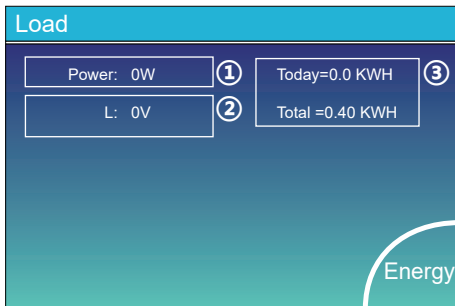 Load
Power: 0W
①
Today=0.0 KWH
③
L: 0V
②
Total =0.40 KWH
Energy